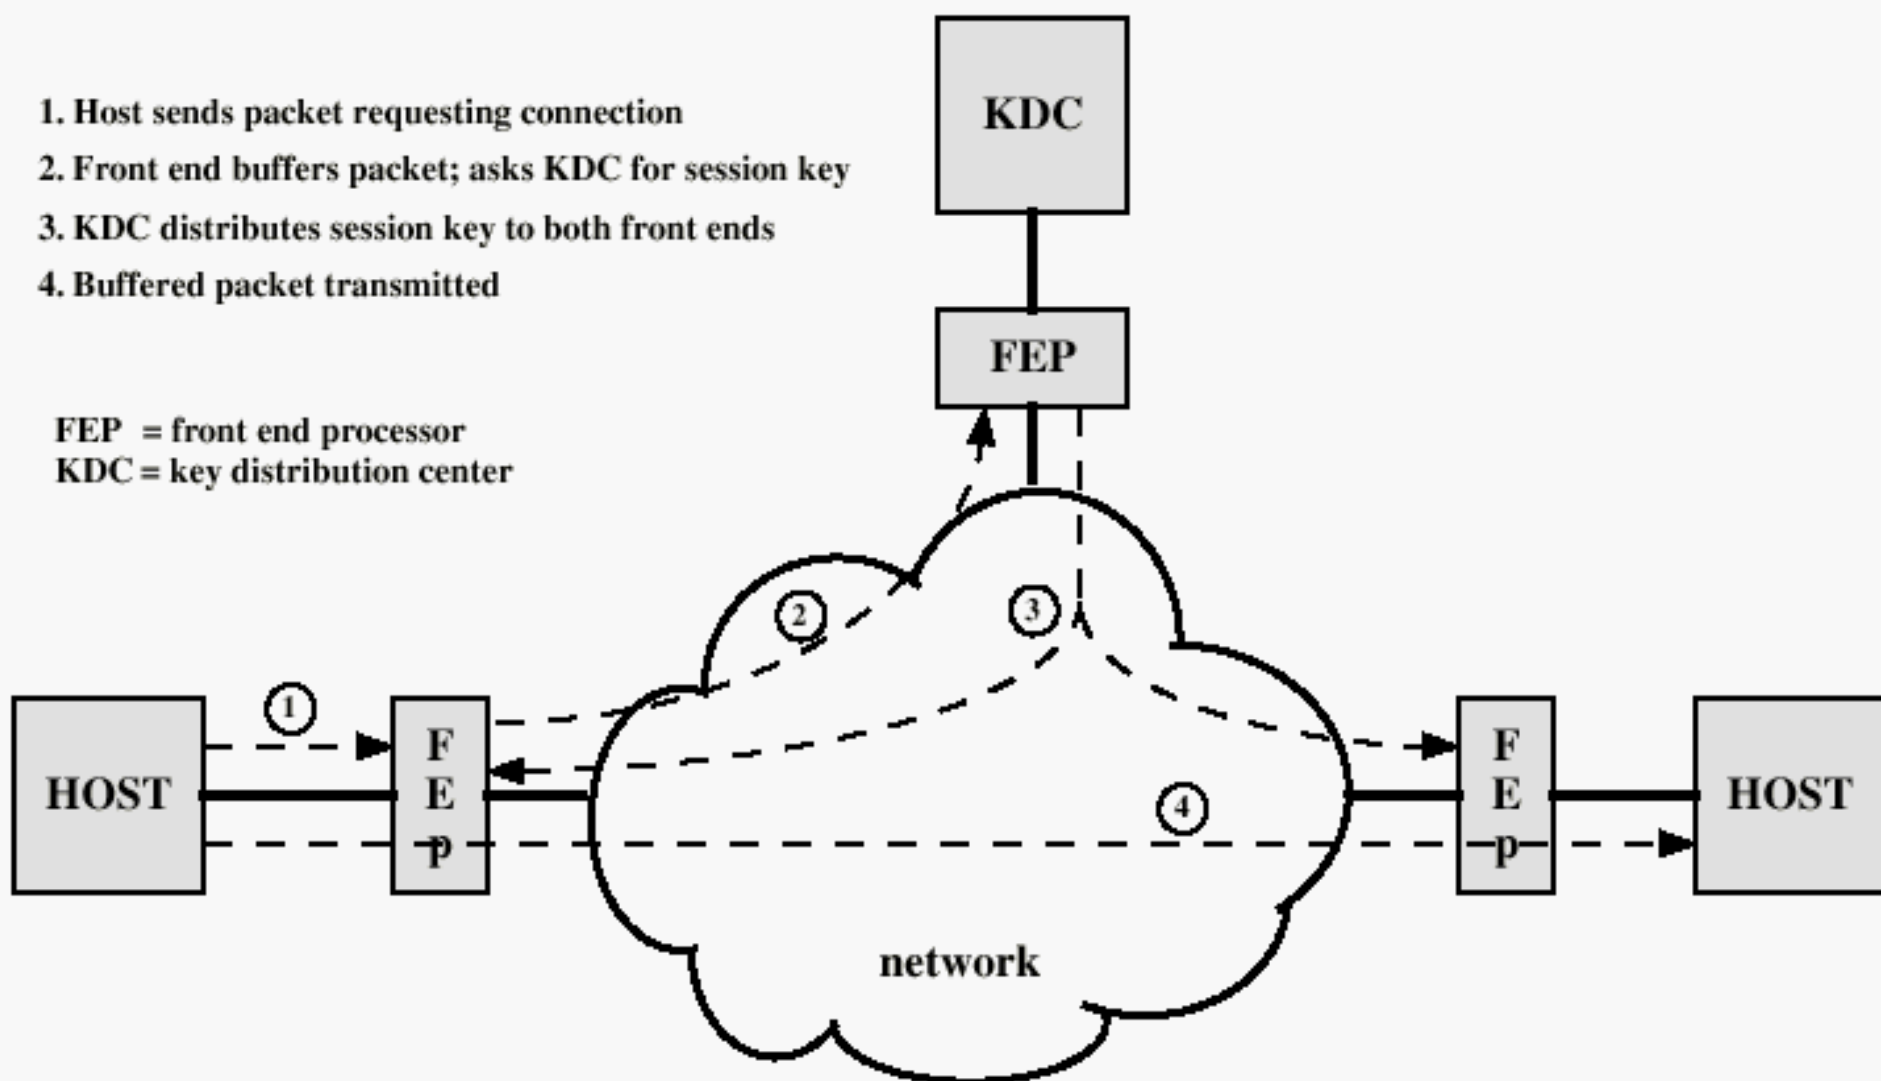 1. Host sends packet requesting connection
2. Front end buffers packet; asks KDC for session key
3. KDC distributes session key to both front ends
4. Buffered packet transmitted
FEP = front end processor
KDC = key distribution center
KDC
FEP
2
3
1
HOST
F
E
p
4
F
E
p
HOST
network